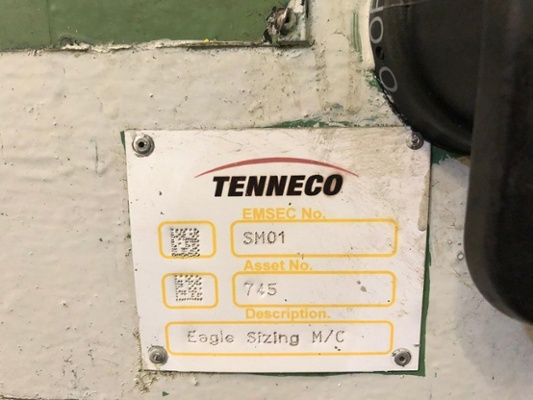 TENNECO
EMSEC No.
SM01
Asset No.
745
Description.
Eagle Sizing M/C